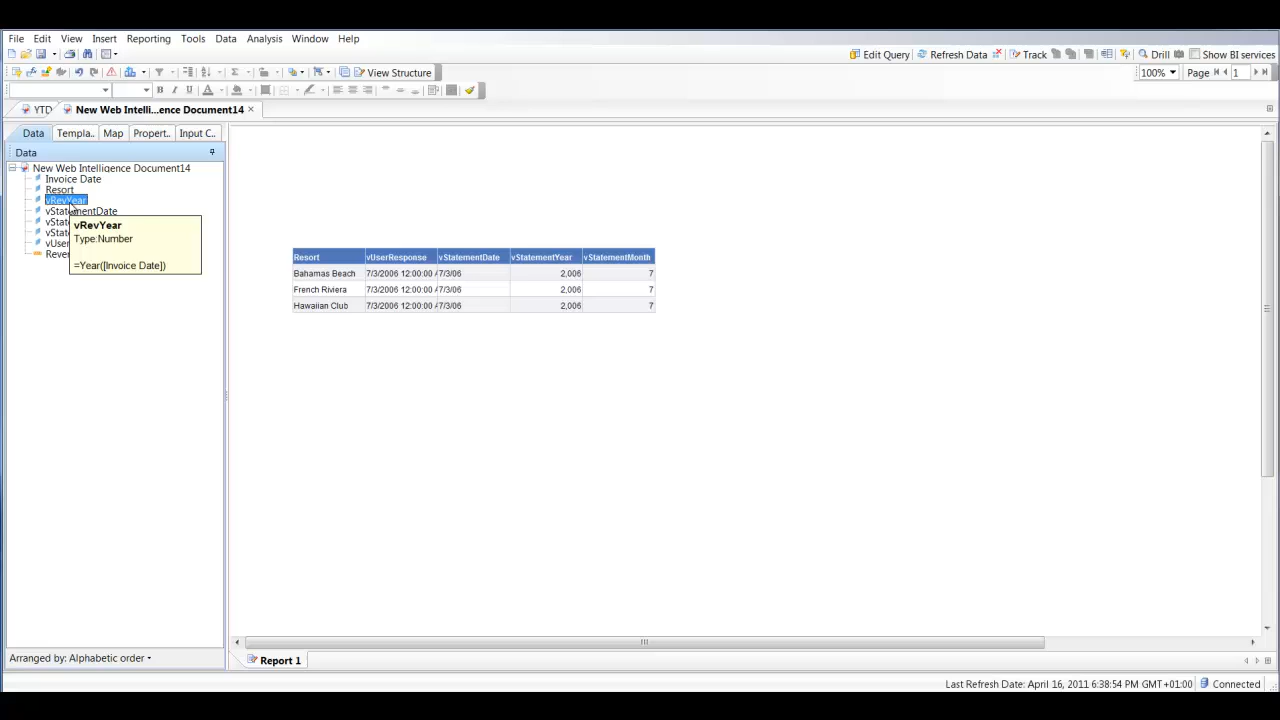 File Edit View Insert Reporting Tools Data Analysis Window Help
Edit Query Refresh Data Track Drill Show BI services
View Structure 100% Page 1
B I U A
YTD New Web Intelli...ence Document14
Data Templa.. Map Propert.. Input C..
Data
New Web Intelligence Document14
Invoice Date
Resort
vRevYear
vStatementDate
vState
vState
vUser
Rever
vRevYear
Type:Number
=Year([Invoice Date])
Resort vUserResponse vStatementDate vStatementYear vStatementMonth
Bahamas Beach 7/3/2006 12:00:00 7/3/06 2,006 7
French Riviera 7/3/2006 12:00:00 7/3/06 2,006 7
Hawaiian Club 7/3/2006 12:00:00 7/3/06 2,006 7
Arranged by: Alphabetic order
Report 1
Last Refresh Date: April 16, 2011 6:38:54 PM GMT+01:00 Connected